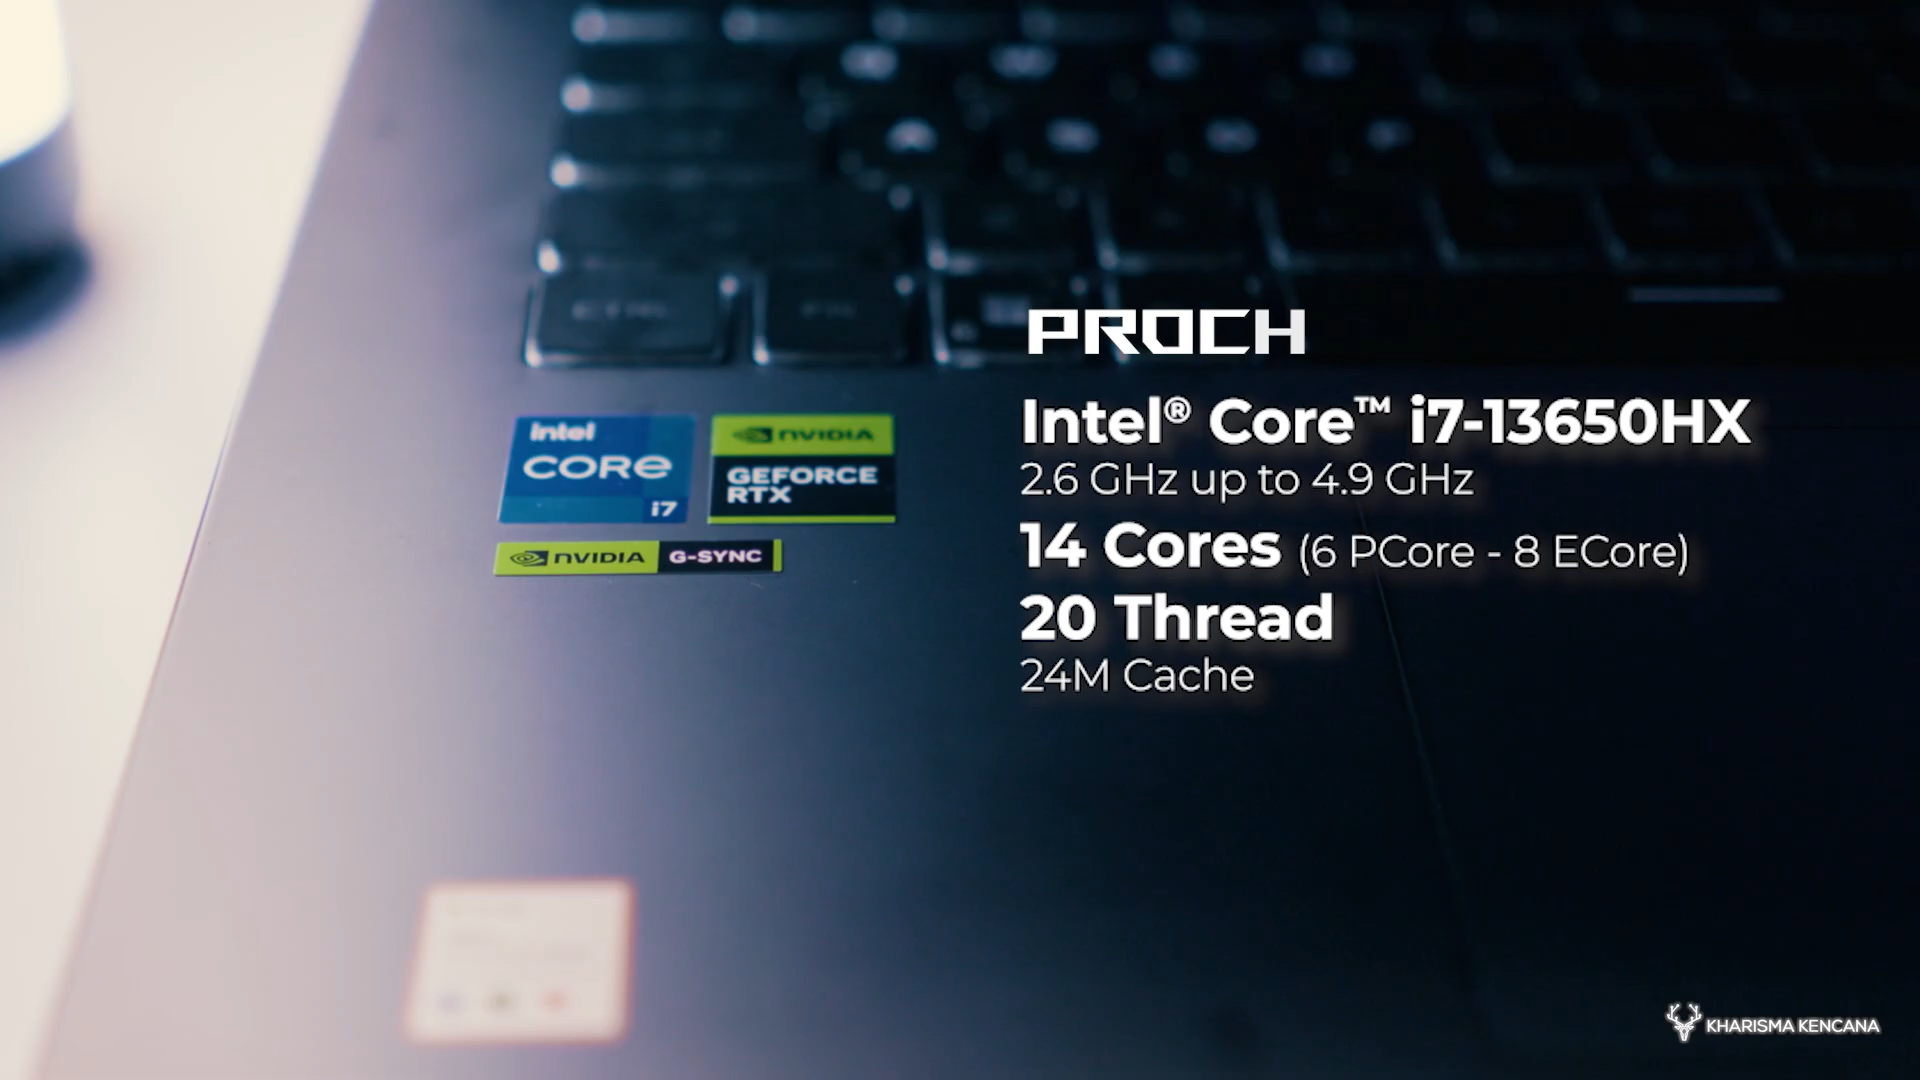 PROCH
Intel® Core™ i7-13650HX
2.6 GHz up to 4.9 GHz
14 Cores (6 PCore - 8 ECore)
20 Thread
24M Cache
intel
CORE
i7
NVIDIA
GEFORCE
RTX
NVIDIA G-SYNC
CTRL
KHARISMA KENCANA